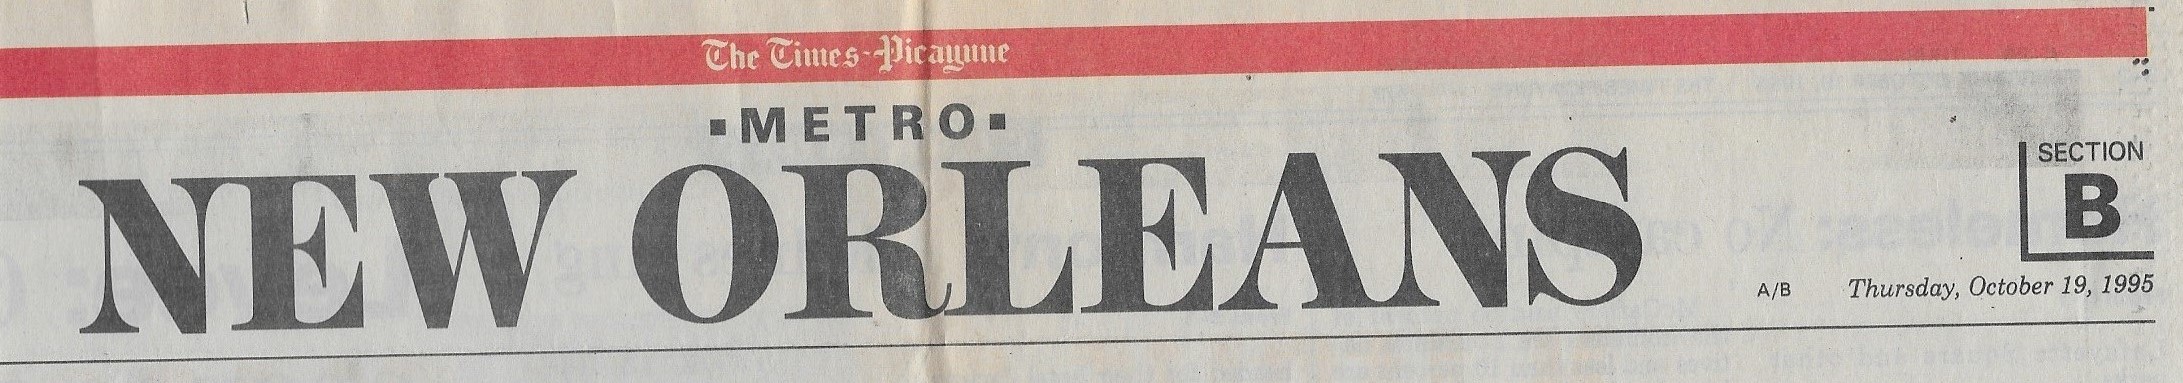 The Times-Picayune
▪METRO▪
NEW ORLEANS
SECTION
B
A/B Thursday, October 19, 1995